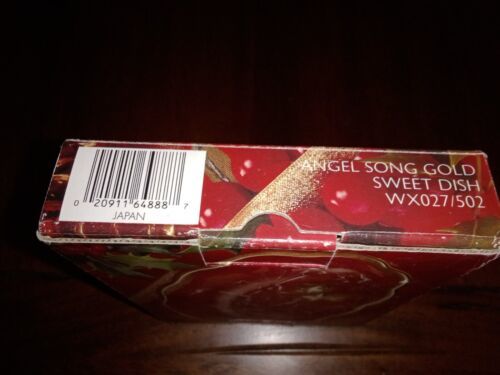 ANGEL SONG GOLD
SWEET DISH
WX027/502
0 20911 64888 7
JAPAN